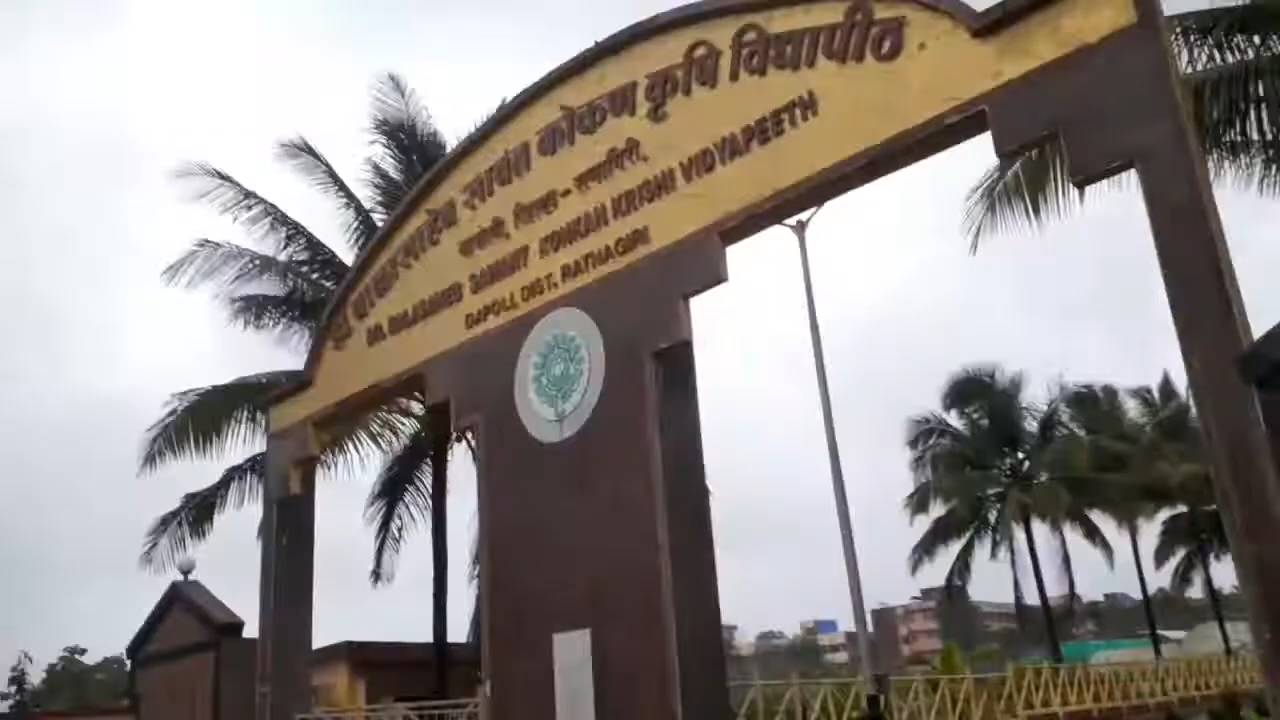 बाळासाहेब सावंत कोकण कृषि विद्यापीठ
दापोली, जिल्हा - रत्नागिरी.
DR. BALASAHEB SAWANT KONKAN KRISHI VIDYAPEETH
DAPOLI DIST. RATNAGIRI